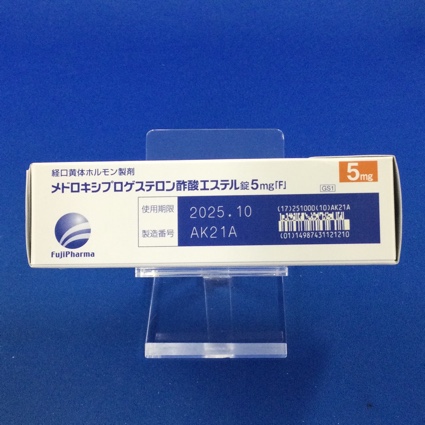 経口黄体ホルモン製剤
メドロキシプロゲステロン酢酸エステル錠5mg「F」
5mg
GS1
使用期限 2025.10
製造番号 AK21A
(17)251000(10)AK21A
(01)14987431121210
FujiPharma